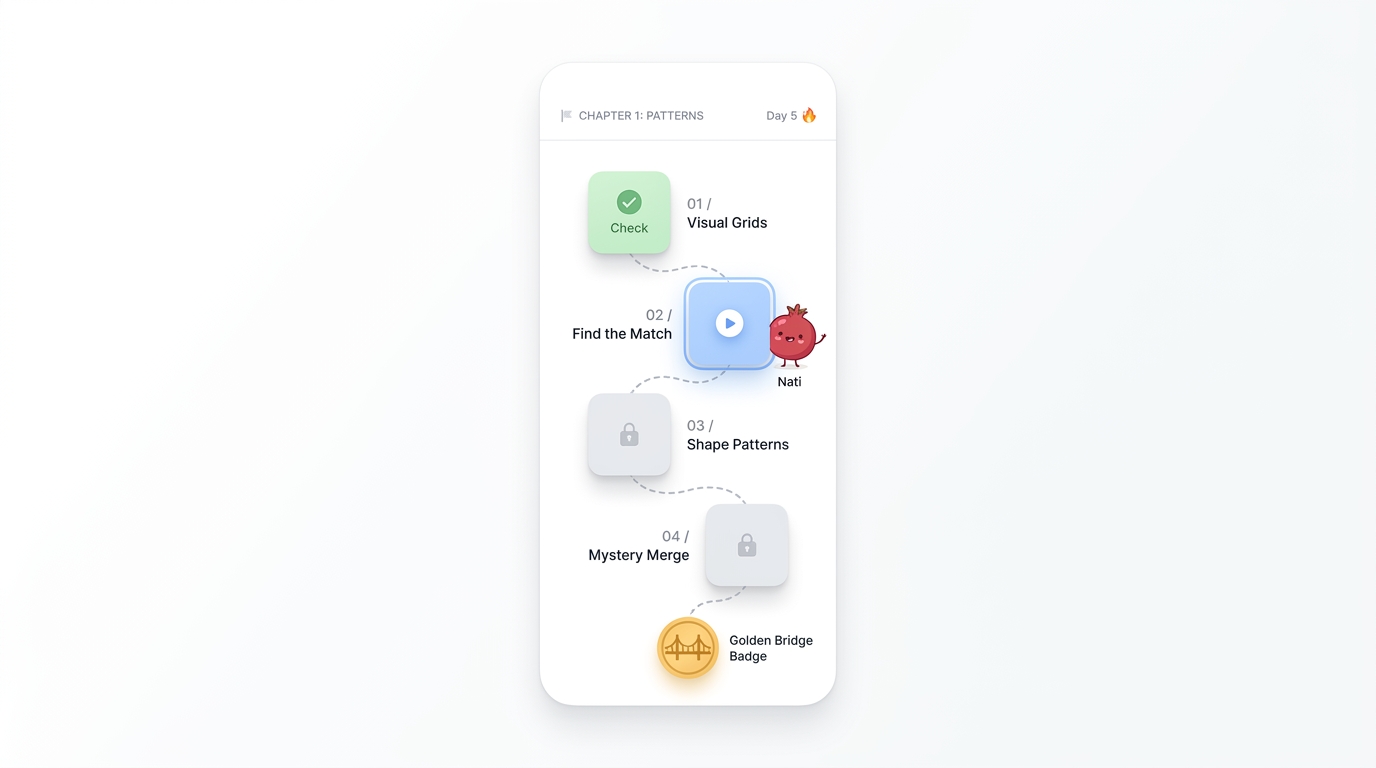 CHAPTER 1: PATTERNS
Day 5 🔥
Check
01 /
Visual Grids
02 /
Find the Match
Nati
03 /
Shape Patterns
04 /
Mystery Merge
Golden Bridge
Badge